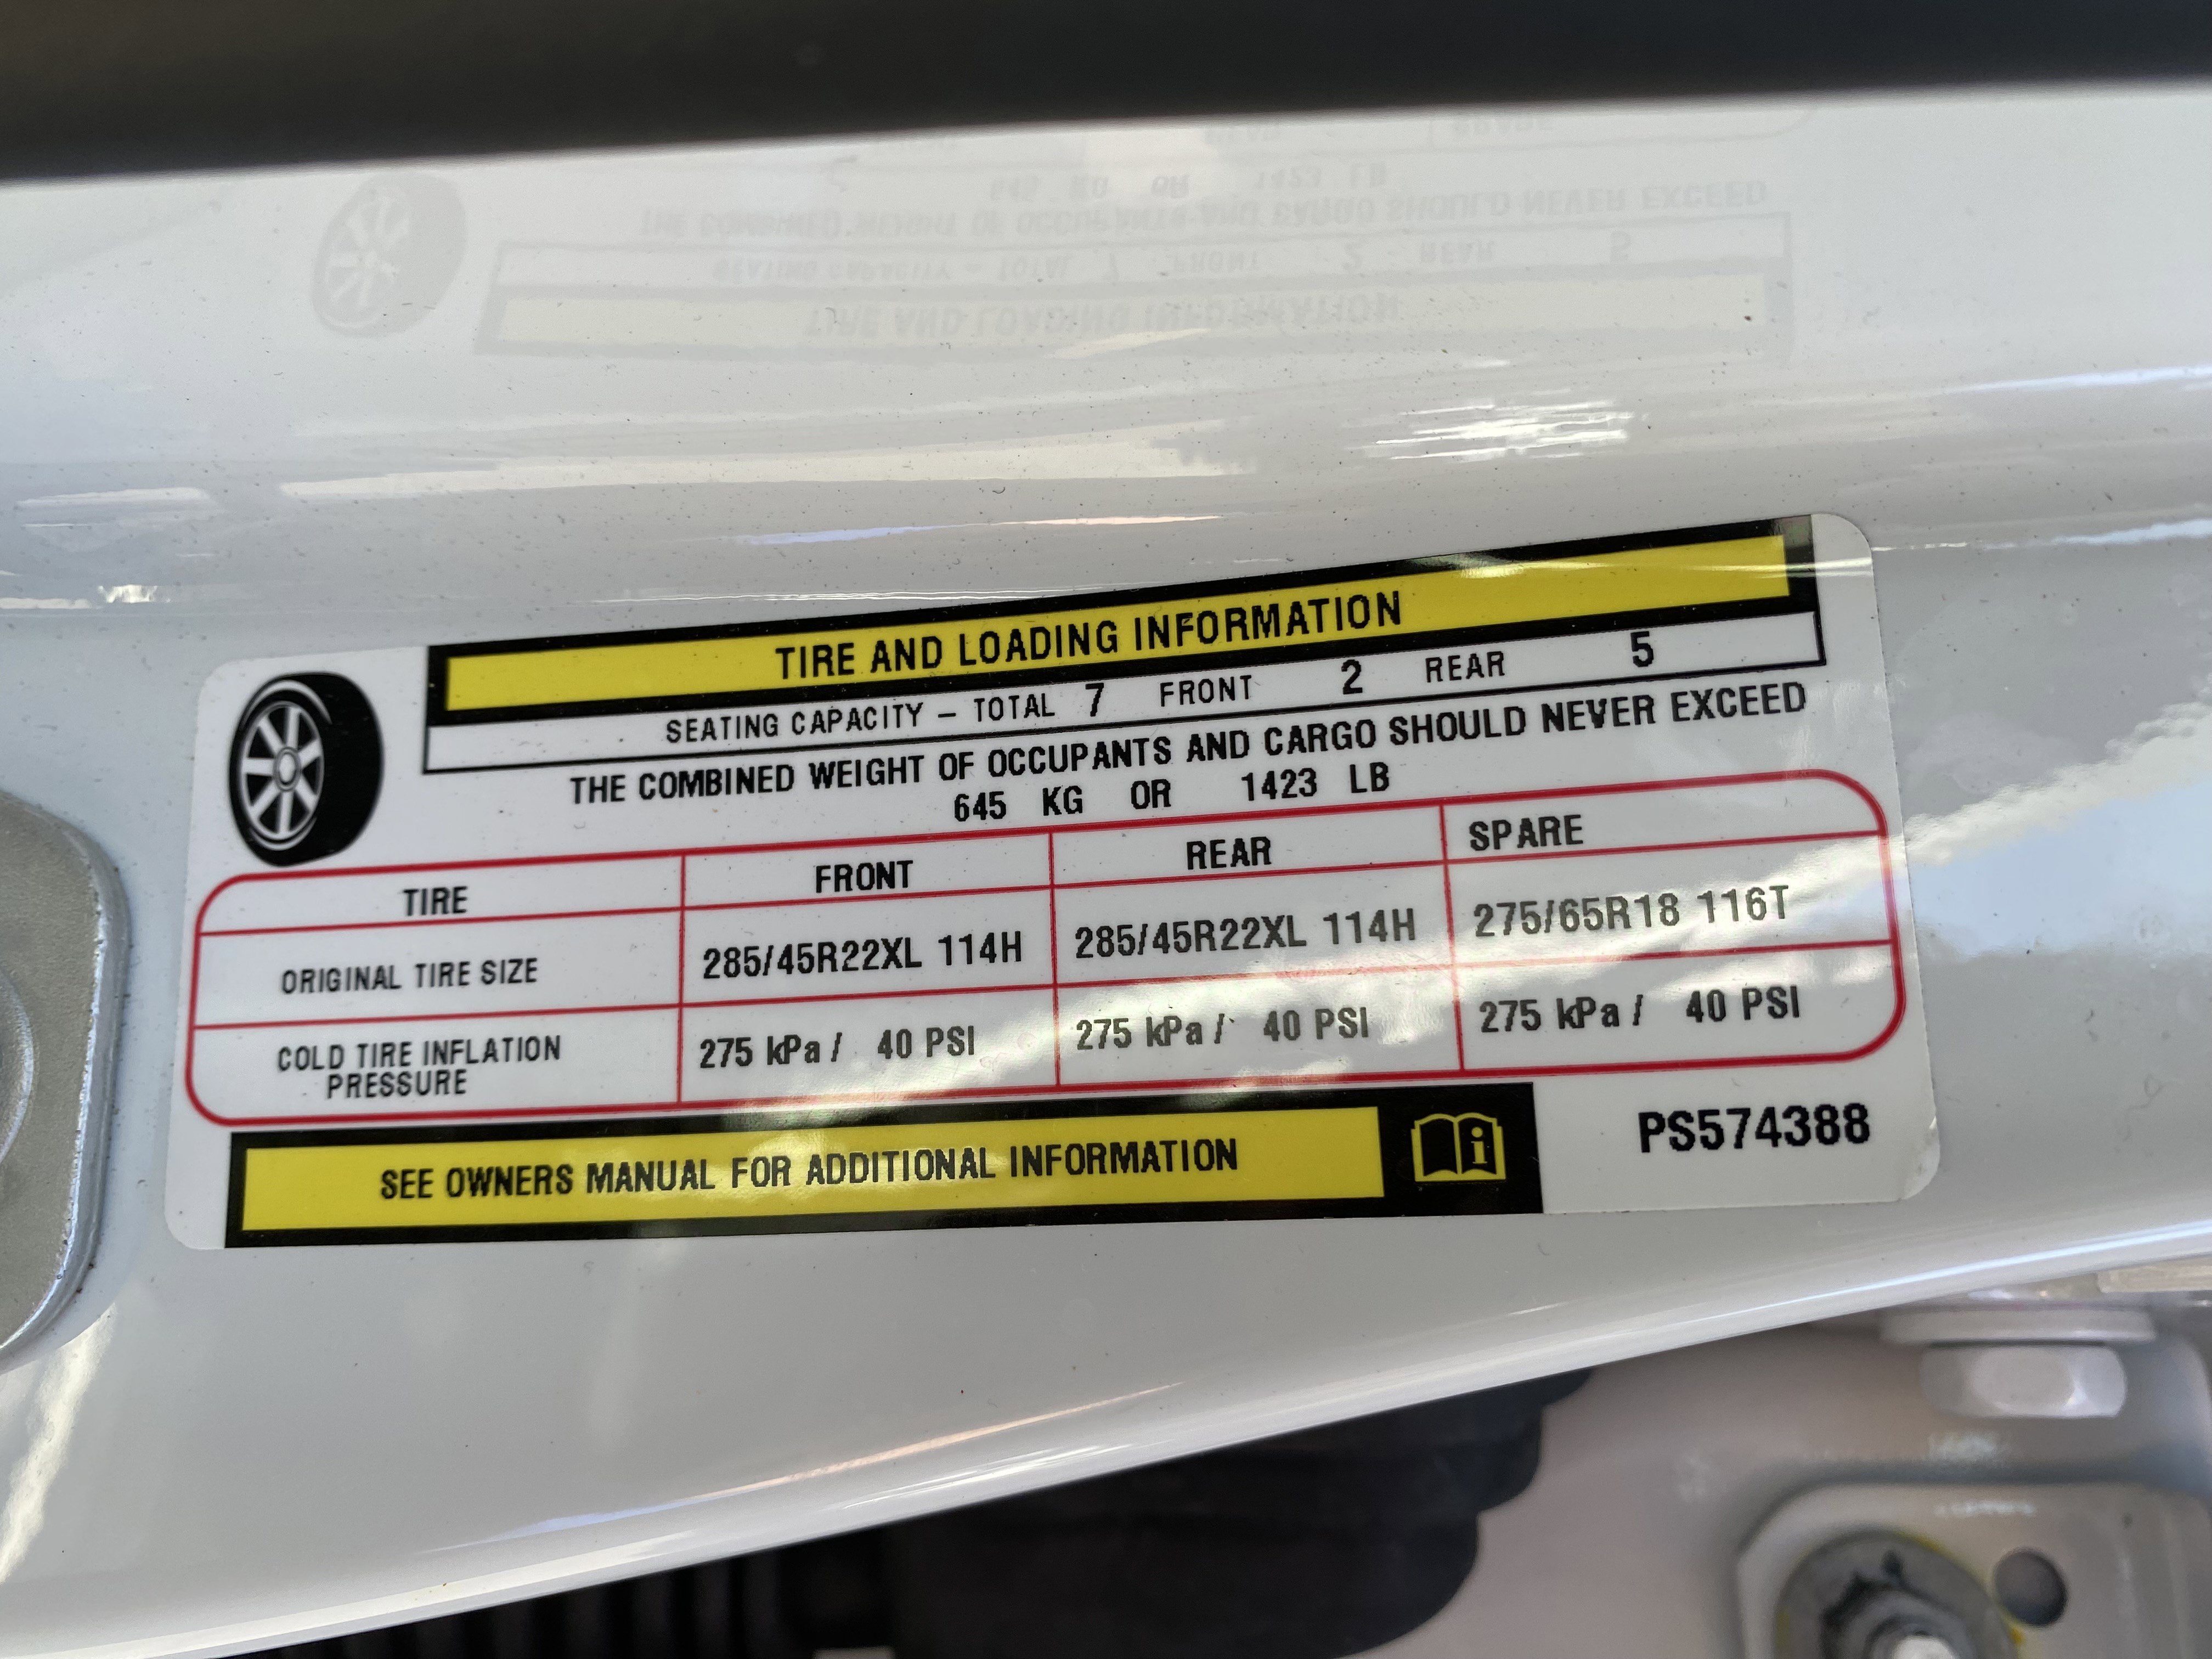 TIRE AND LOADING INFORMATION
SEATING CAPACITY – TOTAL 7 FRONT 2 REAR 5
THE COMBINED WEIGHT OF OCCUPANTS AND CARGO SHOULD NEVER EXCEED
645 KG OR 1423 LB
TIRE FRONT REAR SPARE
ORIGINAL TIRE SIZE 285/45R22XL 114H 285/45R22XL 114H 275/65R18 116T
COLD TIRE INFLATION PRESSURE 275 kPa / 40 PSI 275 kPa / 40 PSI 275 kPa / 40 PSI
SEE OWNERS MANUAL FOR ADDITIONAL INFORMATION
PS574388